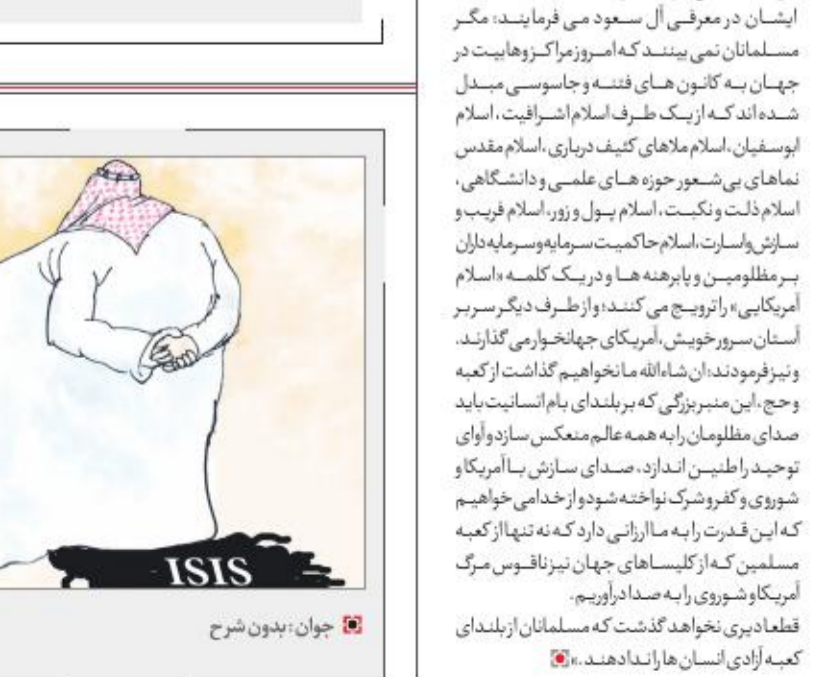 ایشان در معرفی آل سعود می فرمایند: مگر
مسلمانان نمی بینند که امروز مراکز وهابیت در
جهان به کانون های فتنه و جاسوسی مبدل
شده اند که از یک طرف اسلام اشرافیت، اسلام
ابوسفیان، اسلام ملاهای کثیف درباری، اسلام مقدس
نماهای بی شعور حوزه های علمی و دانشگاهی،
اسلام ذلت و نکبت، اسلام پول و زور، اسلام فریب و
سازش و اسارت، اسلام حاکمیت سرمایه و سرمایه داران
بر مظلومین و پابرهنه ها و در یک کلمه «اسلام
آمریکایی» را ترویج می کنند؛ و از طرف دیگر سر بر
آستان سرور خویش، آمریکای جهانخوار می گذارند.
و نیز فرمودند: ان شاءالله ما نخواهیم گذاشت از کعبه
و حج، این منبر بزرگی که بر بلندای بام انسانیت باید
صدای مظلومان را به همه عالم منعکس سازد و آوای
توحید را طنین اندازد، صدای سازش با آمریکا و
شوروی و کفر و شرک نواخته شود و از خدا می خواهیم
که این قدرت را به ما ارزانی دارد که نه تنها از کعبه
مسلمین که از کلیساهای جهان نیز ناقوس مرگ
آمریکا و شوروی را به صدا درآوریم.
قطعا دیری نخواهد گذشت که مسلمانان از بلندای
کعبه آزادی انسان ها را ندا دهند.»
ISIS
جوان: بدون شرح